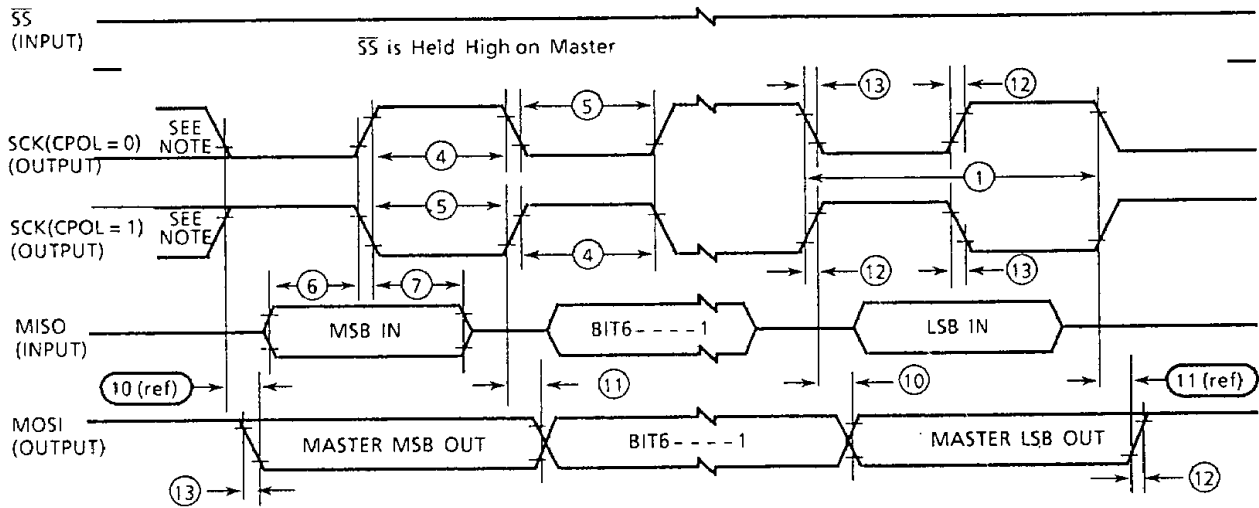 S̅S̅
(INPUT)
S̅S̅ is Held High on Master
13
12
5
SEE
NOTE
SCK(CPOL = 0)
(OUTPUT)
4
1
SEE
NOTE
SCK(CPOL = 1)
(OUTPUT)
5
4
12
13
6
7
MISO
(INPUT)
MSB IN
BIT6 - - - - 1
LSB IN
10 (ref)
11
10
11 (ref)
MOSI
(OUTPUT)
MASTER MSB OUT
BIT6 - - - - 1
MASTER LSB OUT
13
12